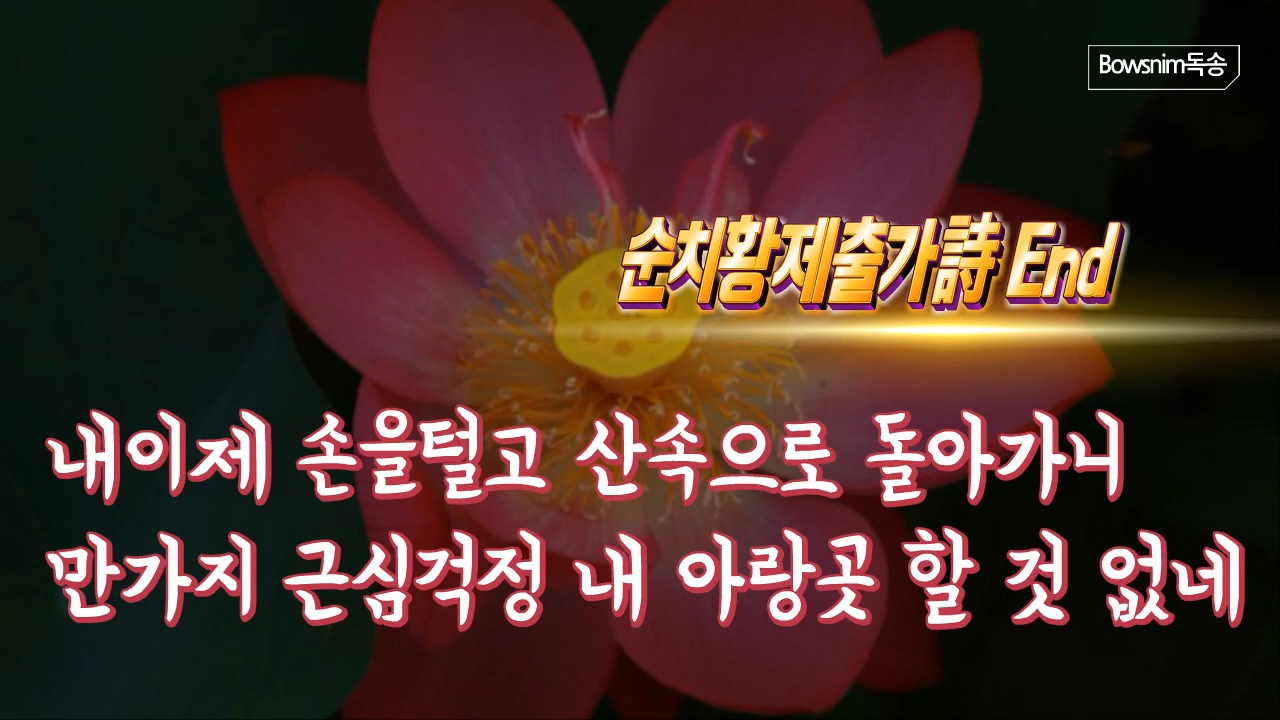 Bowsnim독송
순치황제출가詩 End
내이제 손을털고 산속으로 돌아가니
만가지 근심걱정 내 아랑곳 할 것 없네